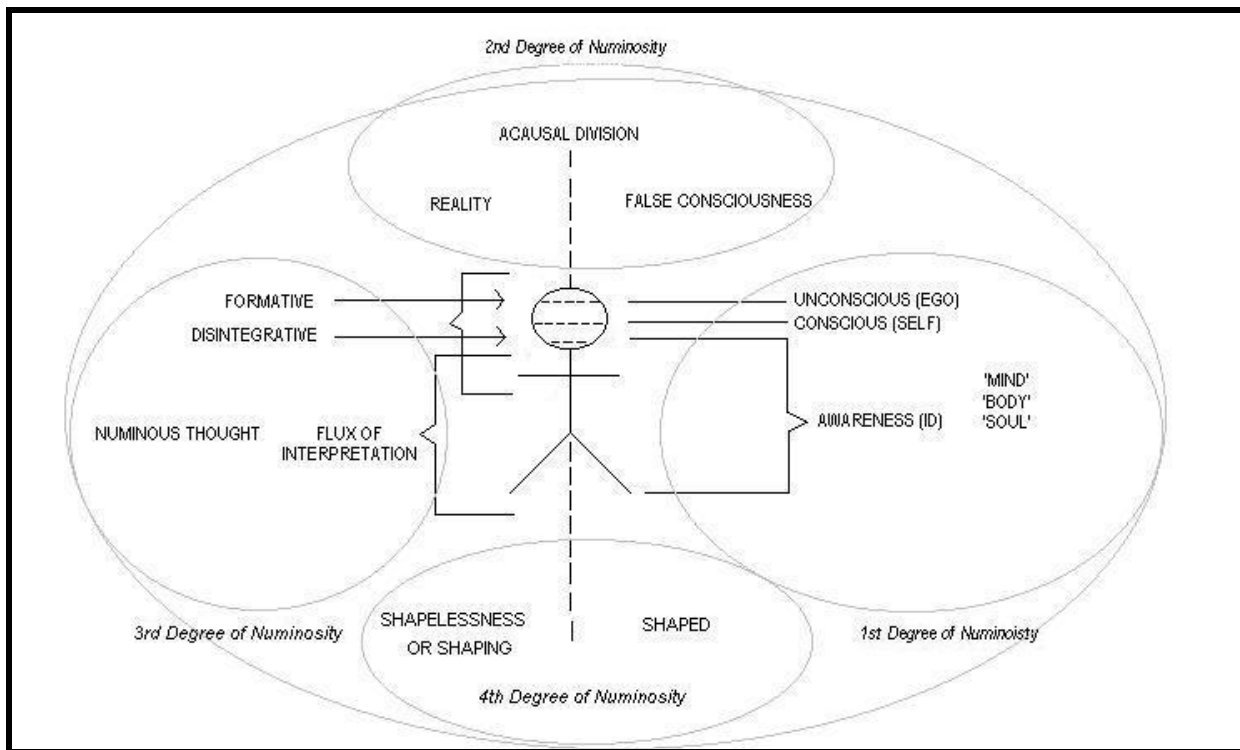 2nd Degree of Numinosity
ACAUSAL DIVISION
REALITY
FALSE CONSCIOUSNESS
FORMATIVE
DISINTEGRATIVE
UNCONSCIOUS (EGO)
CONSCIOUS (SELF)
'MIND'
'BODY'
'SOUL'
AWARENESS (ID)
NUMINOUS THOUGHT
FLUX OF
INTERPRETATION
3rd Degree of Numinosity
SHAPELESSNESS
OR SHAPING
SHAPED
1st Degree of Numinoisty
4th Degree of Numinosity